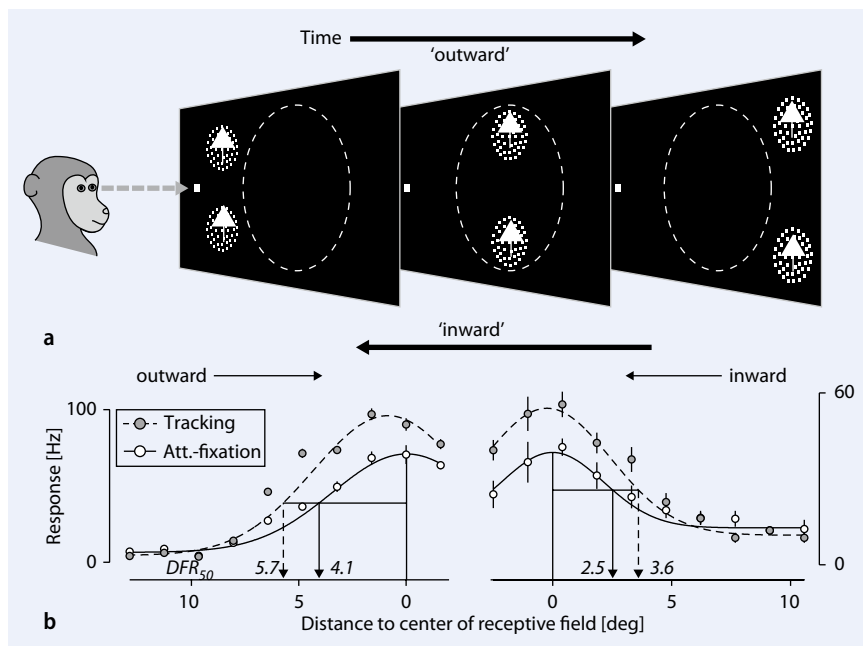 Time
'outward'
a
'inward'
outward
inward
100
60
Tracking
Att.-fixation
Response [Hz]
0
0
DFR50
5.7
4.1
2.5
3.6
10
5
0
0
5
10
b
Distance to center of receptive field [deg]